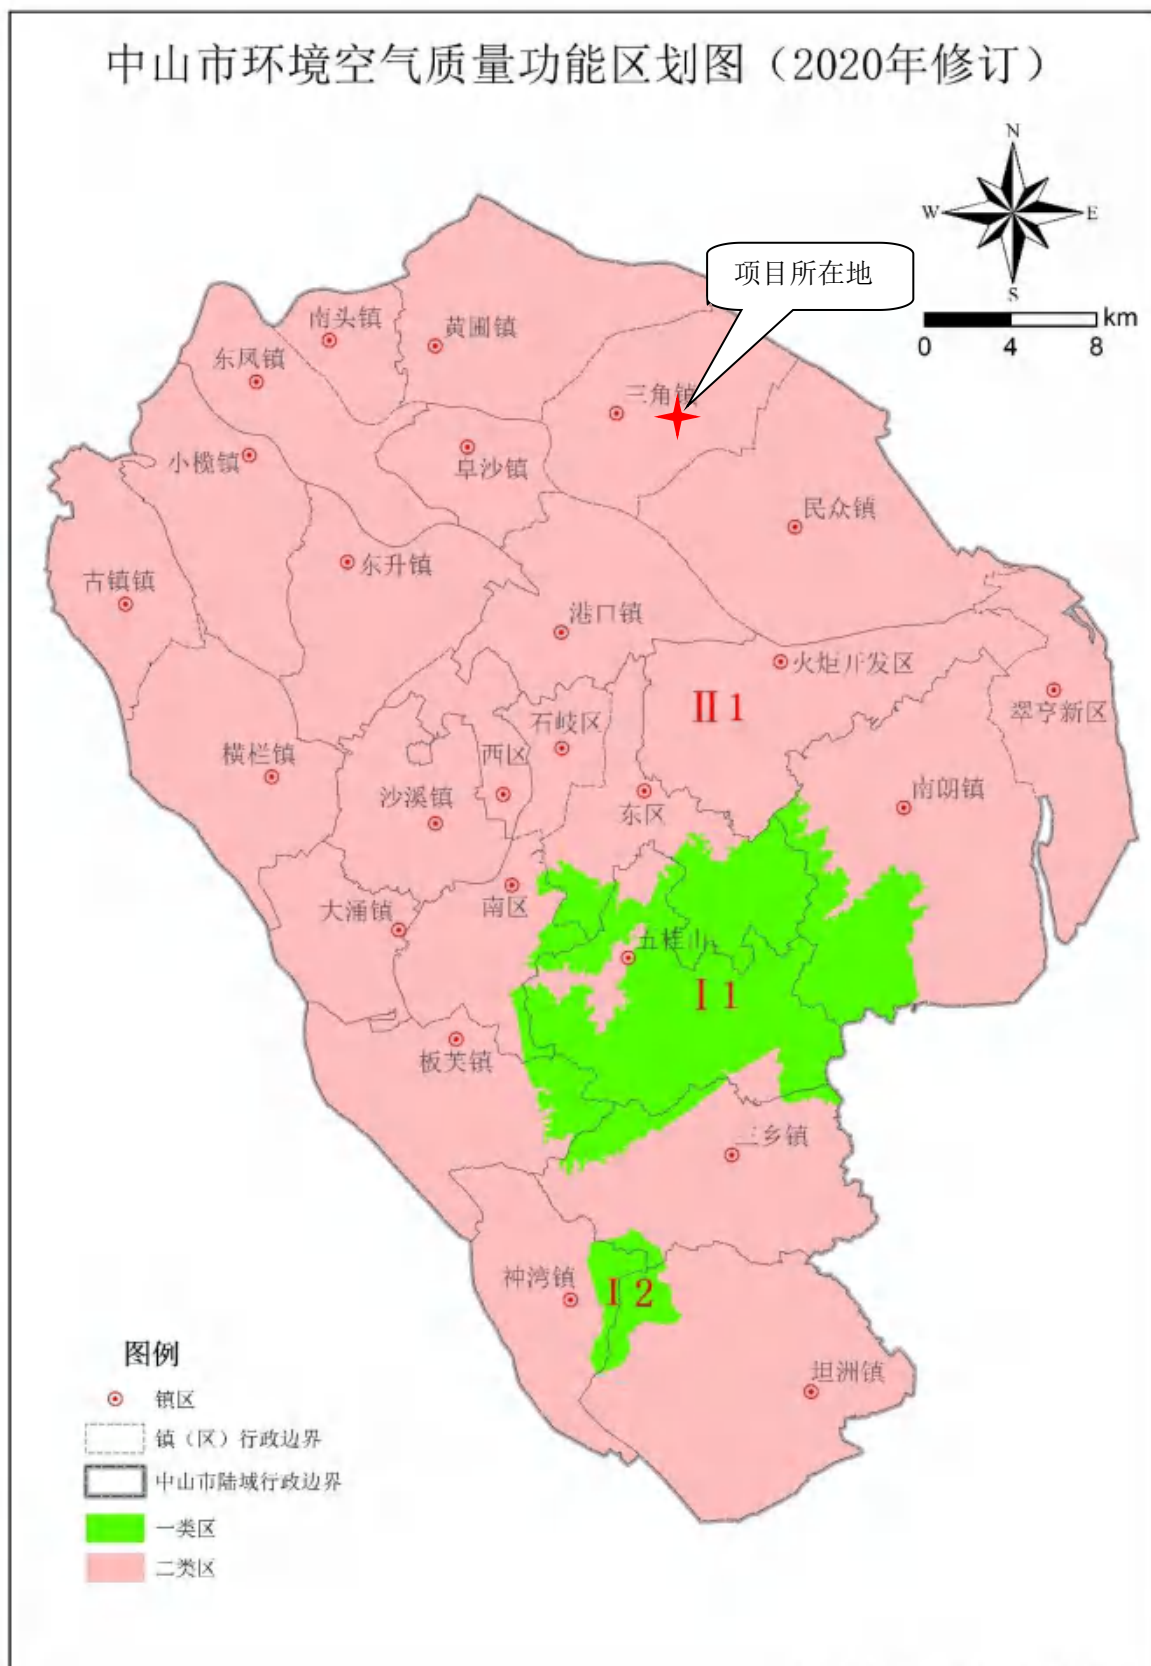 中山市环境空气质量功能区划图（2020年修订）
N
W
E
S
项目所在地
km
0
4
8
南头镇
黄圃镇
东凤镇
三角镇
小榄镇
阜沙镇
民众镇
东升镇
古镇镇
港口镇
火炬开发区
II 1
翠亨新区
石岐区
横栏镇
西区
沙溪镇
东区
南朗镇
南区
大涌镇
五桂山
I 1
板芙镇
三乡镇
神湾镇
I 2
坦洲镇
图例
镇区
镇（区）行政边界
中山市陆域行政边界
一类区
二类区